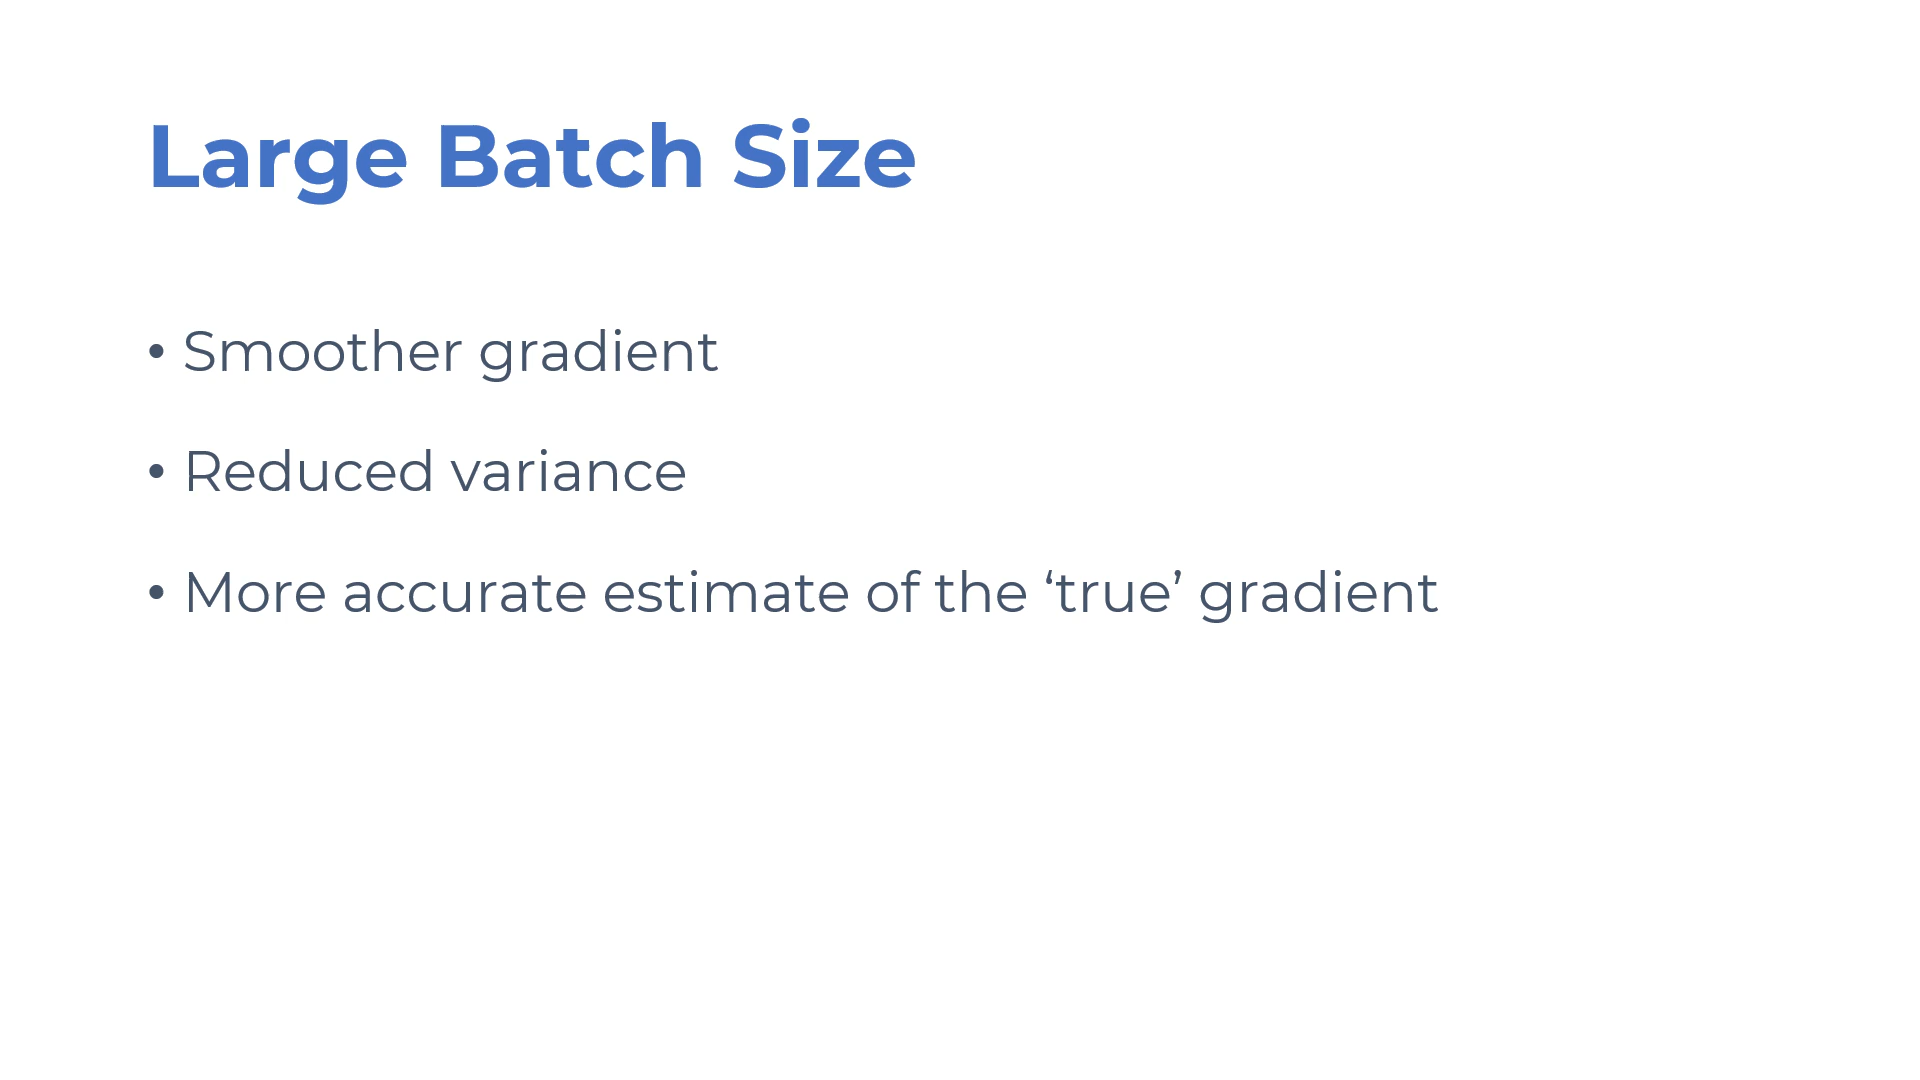 Large Batch Size
• Smoother gradient
• Reduced variance
• More accurate estimate of the ‘true’ gradient